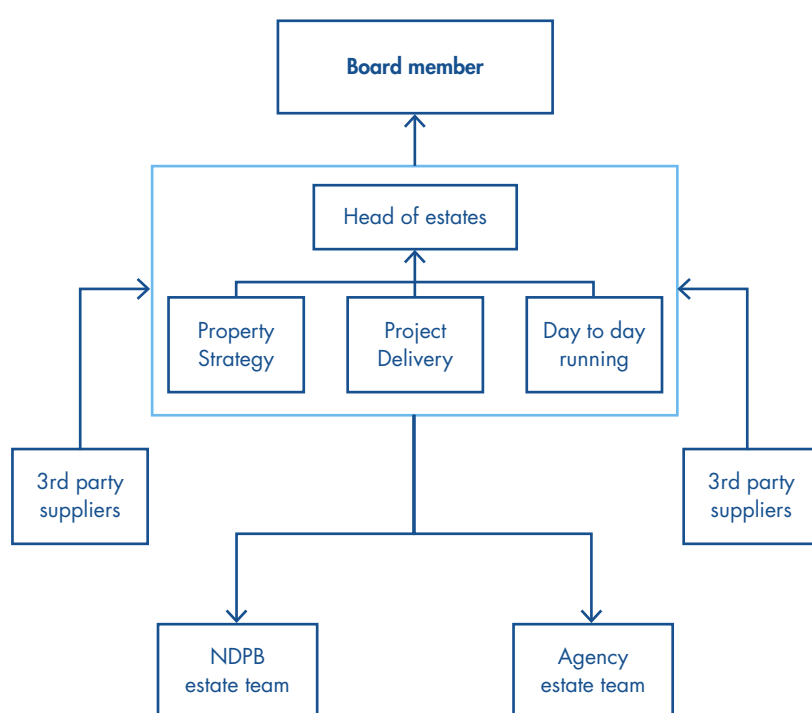 Board member
Head of estates
Property
Strategy
Project
Delivery
Day to day
running
3rd party
suppliers
3rd party
suppliers
NDPB
estate team
Agency
estate team